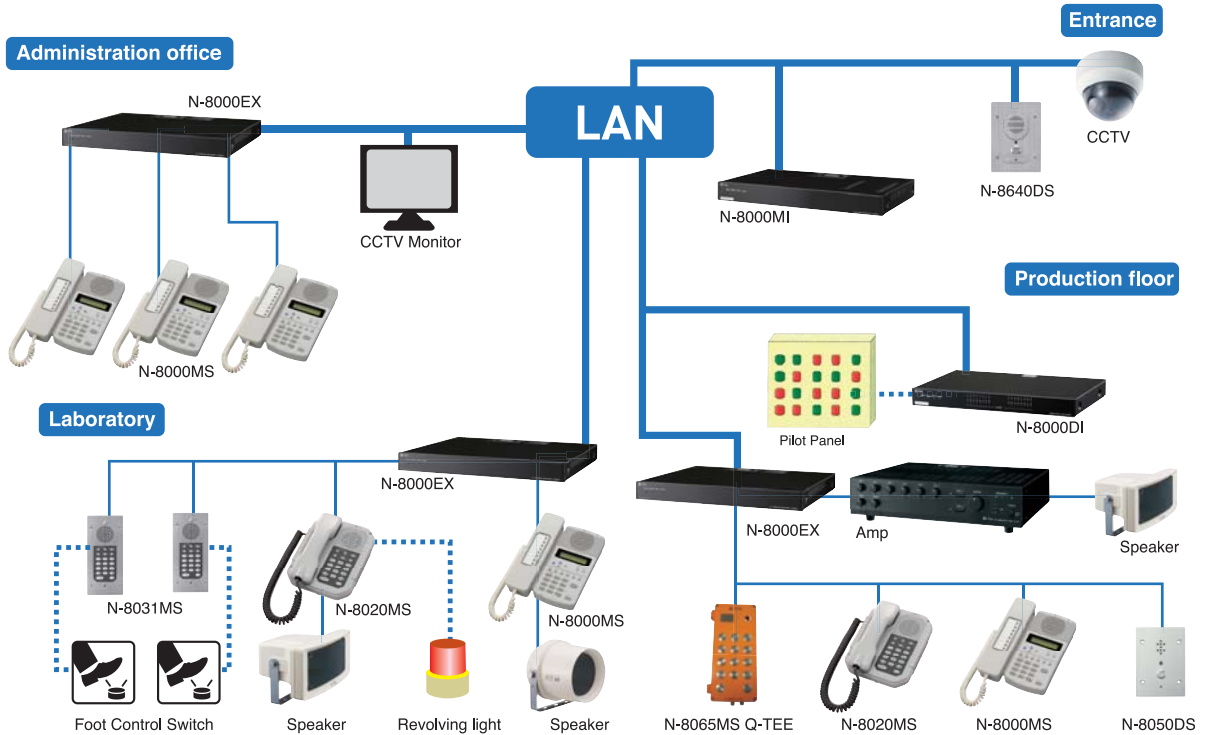 Entrance
Administration office
N-8000EX
LAN
CCTV
CCTV Monitor
N-8000MI
N-8640DS
Production floor
N-8000MS
Laboratory
Pilot Panel
N-8000DI
N-8000EX
N-8000EX
Amp
Speaker
N-8031MS
N-8020MS
N-8000MS
Foot Control Switch
Speaker
Revolving light
Speaker
N-8065MS Q-TEE
N-8020MS
N-8000MS
N-8050DS